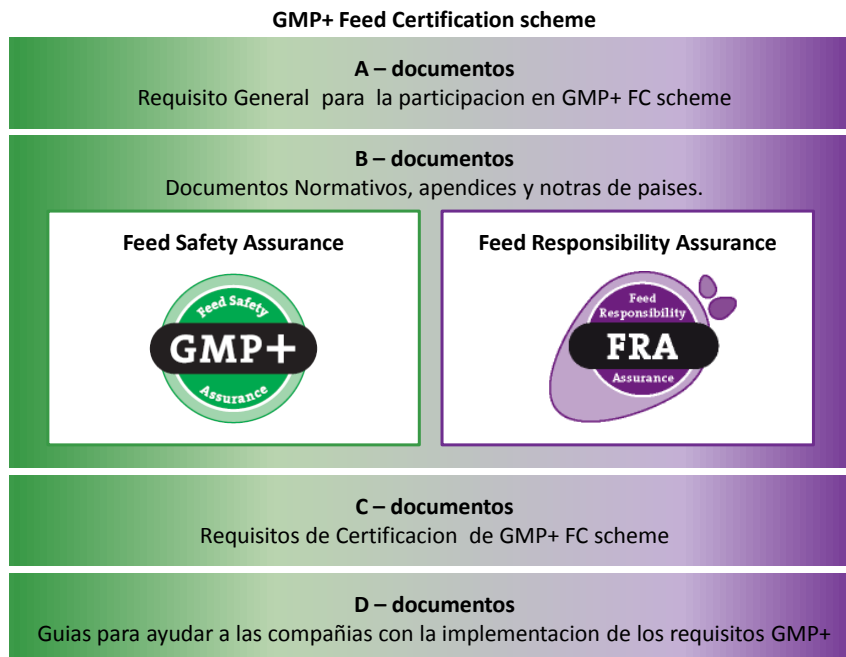 GMP+ Feed Certification scheme
A – documentos
Requisito General para la participacion en GMP+ FC scheme
B – documentos
Documentos Normativos, apendices y notras de paises.
Feed Safety Assurance
Feed Safety
GMP+
Assurance
Feed Responsibility Assurance
Feed
Responsibility
FRA
Assurance
C – documentos
Requisitos de Certificacion de GMP+ FC scheme
D – documentos
Guias para ayudar a las compañias con la implementacion de los requisitos GMP+